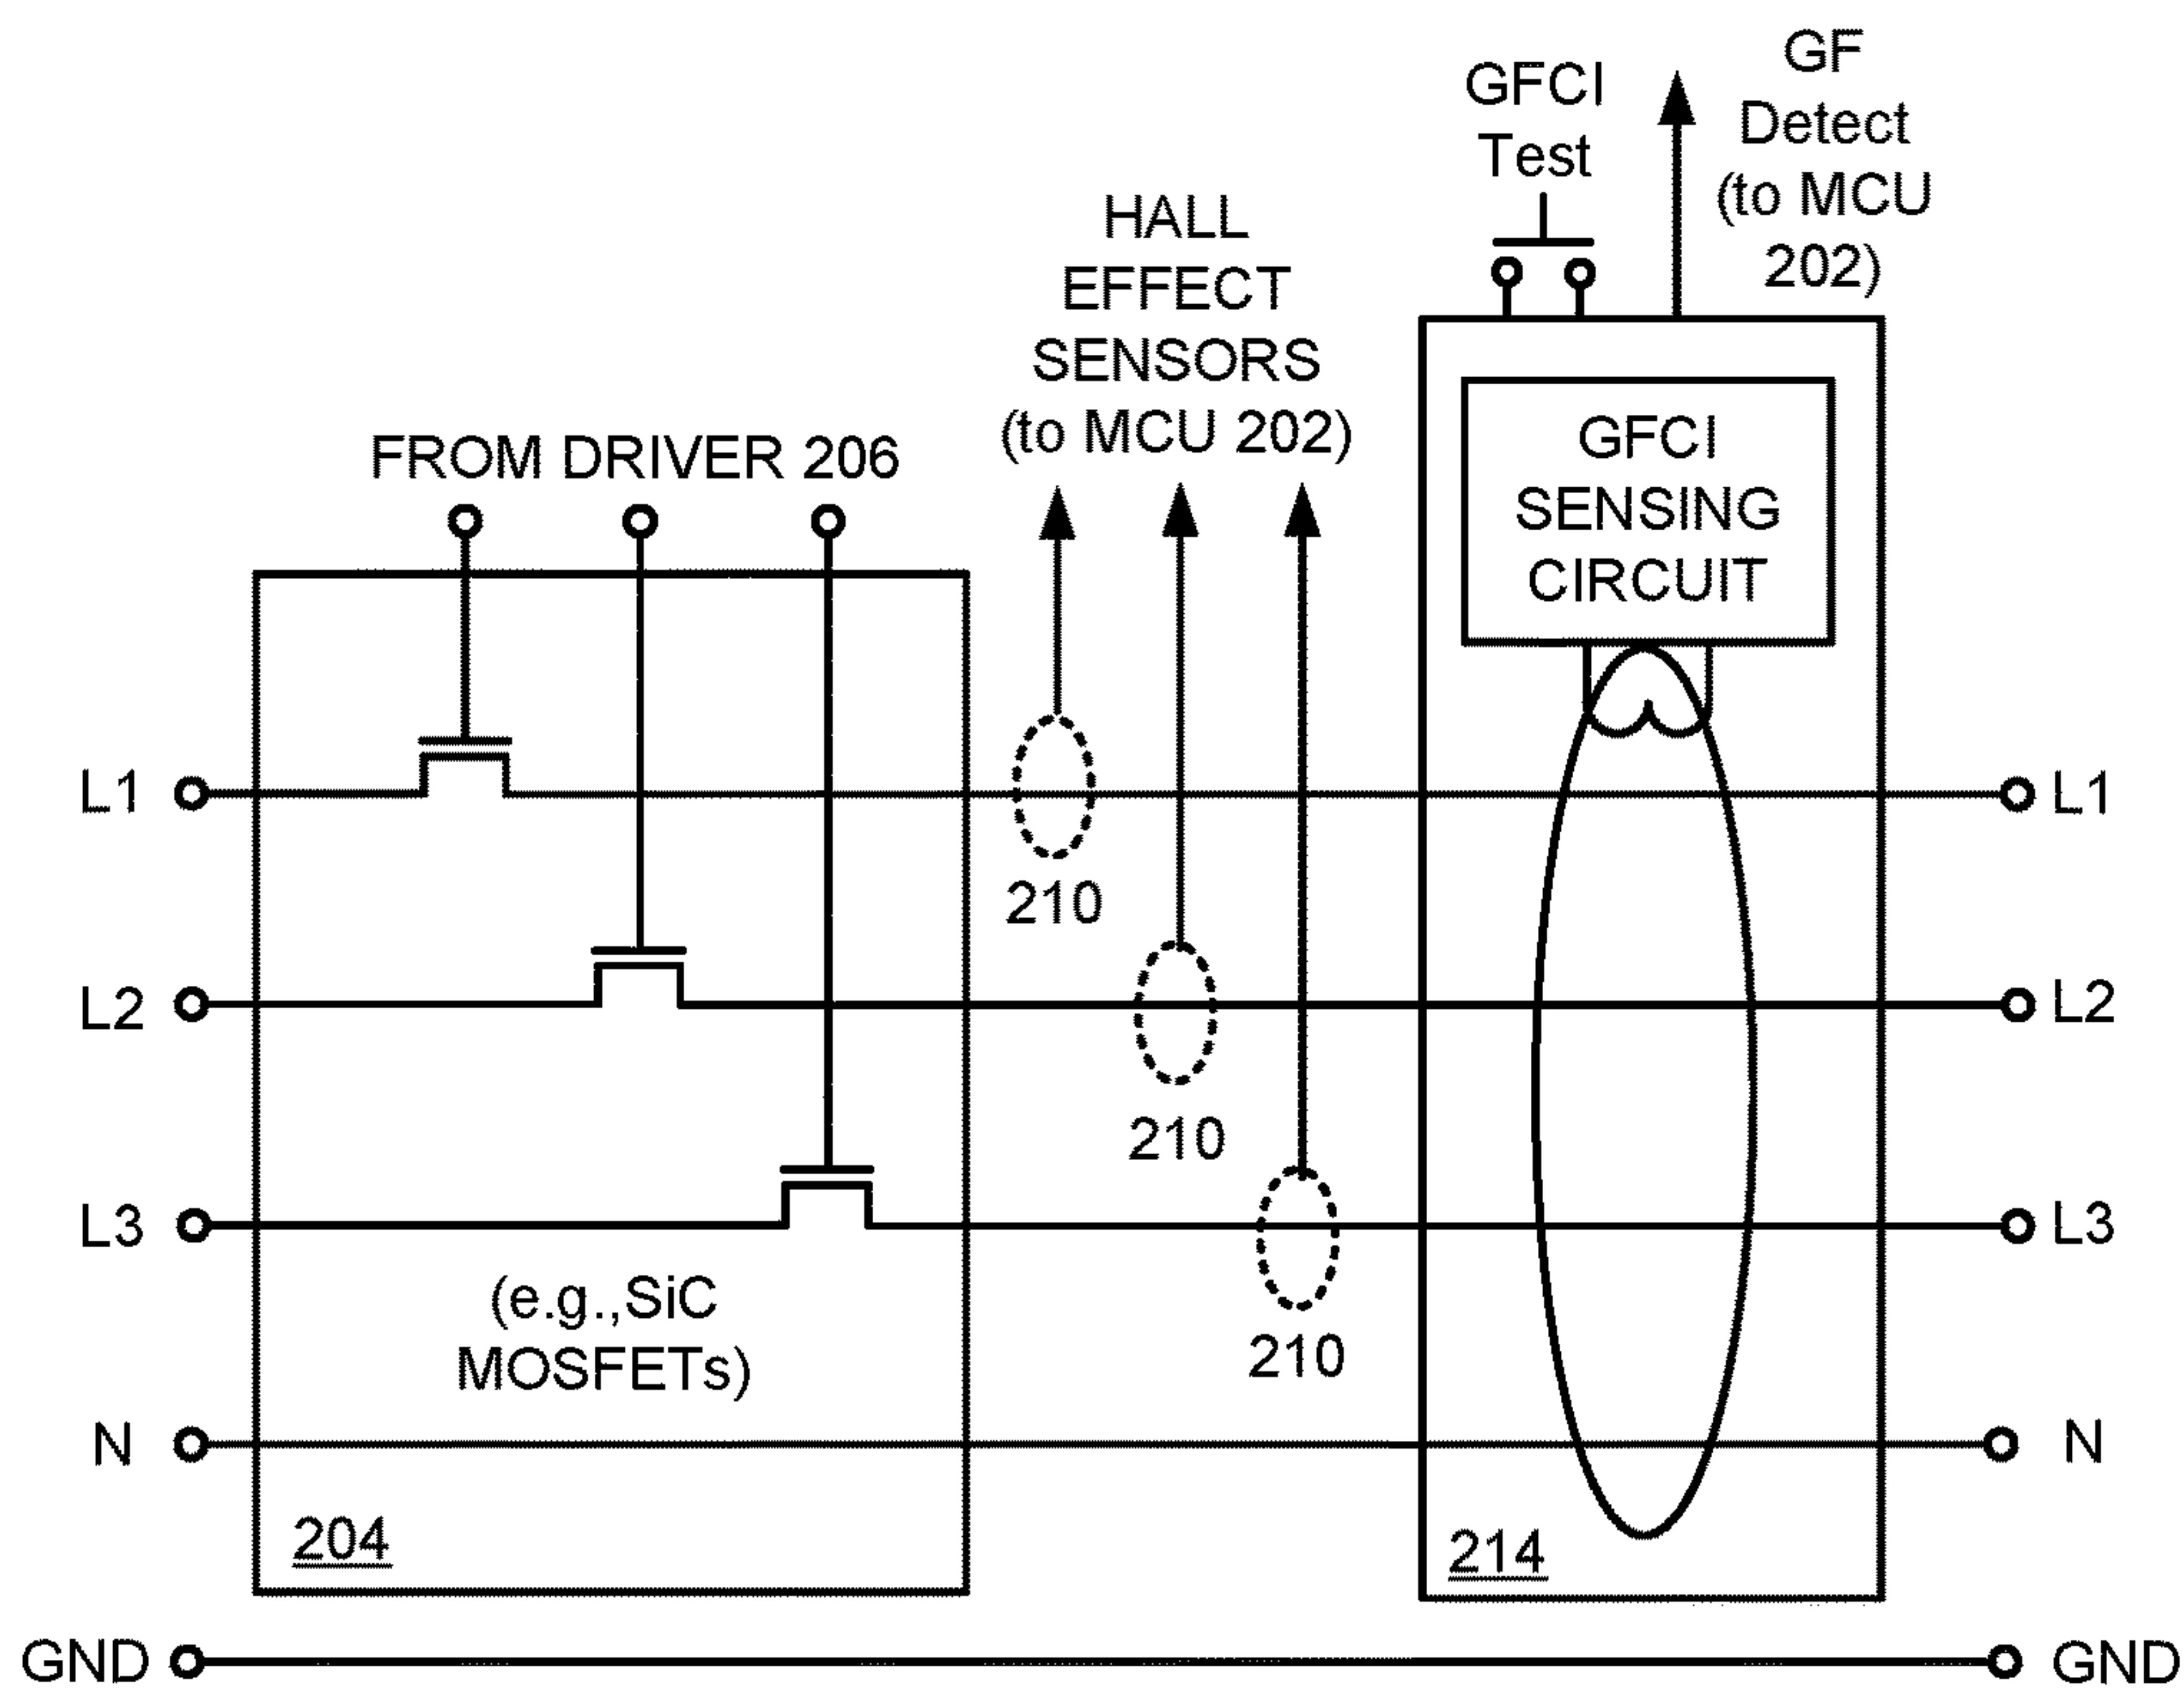 GF
Detect
(to MCU
202)
GFCI
Test
HALL
EFFECT
SENSORS
(to MCU 202)
FROM DRIVER 206
GFCI
SENSING
CIRCUIT
L1
L1
210
L2
L2
210
L3
L3
(e.g.,SiC
MOSFETs)
210
N
N
204
214
GND
GND